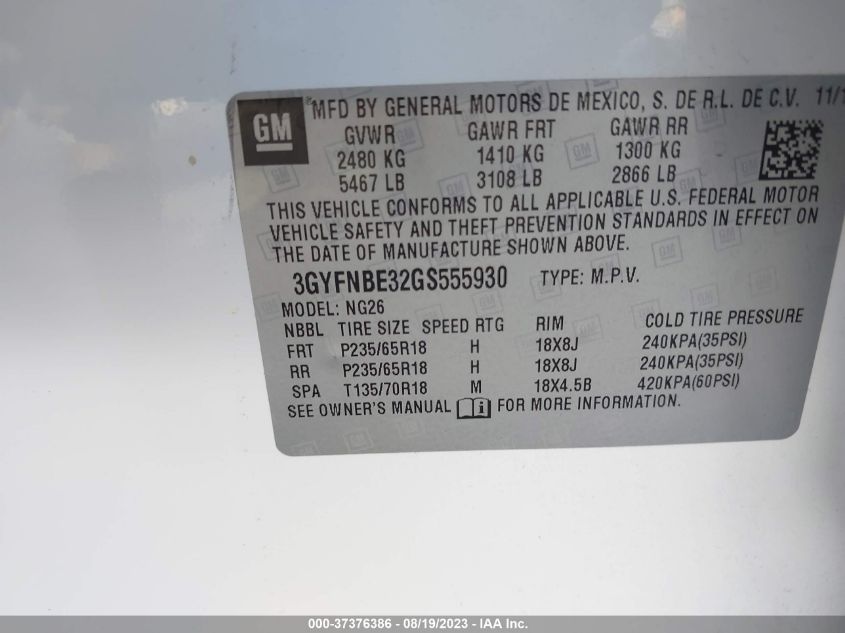 GM ® MFD BY GENERAL MOTORS DE MEXICO, S. DE R.L. DE C.V. 11/1
GVWR GAWR FRT GAWR RR
2480 KG 1410 KG 1300 KG
5467 LB 3108 LB 2866 LB
THIS VEHICLE CONFORMS TO ALL APPLICABLE U.S. FEDERAL MOTOR
VEHICLE SAFETY AND THEFT PREVENTION STANDARDS IN EFFECT ON
THE DATE OF MANUFACTURE SHOWN ABOVE.
3GYFNBE32GS555930 TYPE: M.P.V.
MODEL: NG26
NBBL TIRE SIZE SPEED RTG RIM COLD TIRE PRESSURE
FRT P235/65R18 H 18X8J 240KPA(35PSI)
RR P235/65R18 H 18X8J 240KPA(35PSI)
SPA T135/70R18 M 18X4.5B 420KPA(60PSI)
SEE OWNER'S MANUAL FOR MORE INFORMATION.
000-37376386 - 08/19/2023 - IAA Inc.